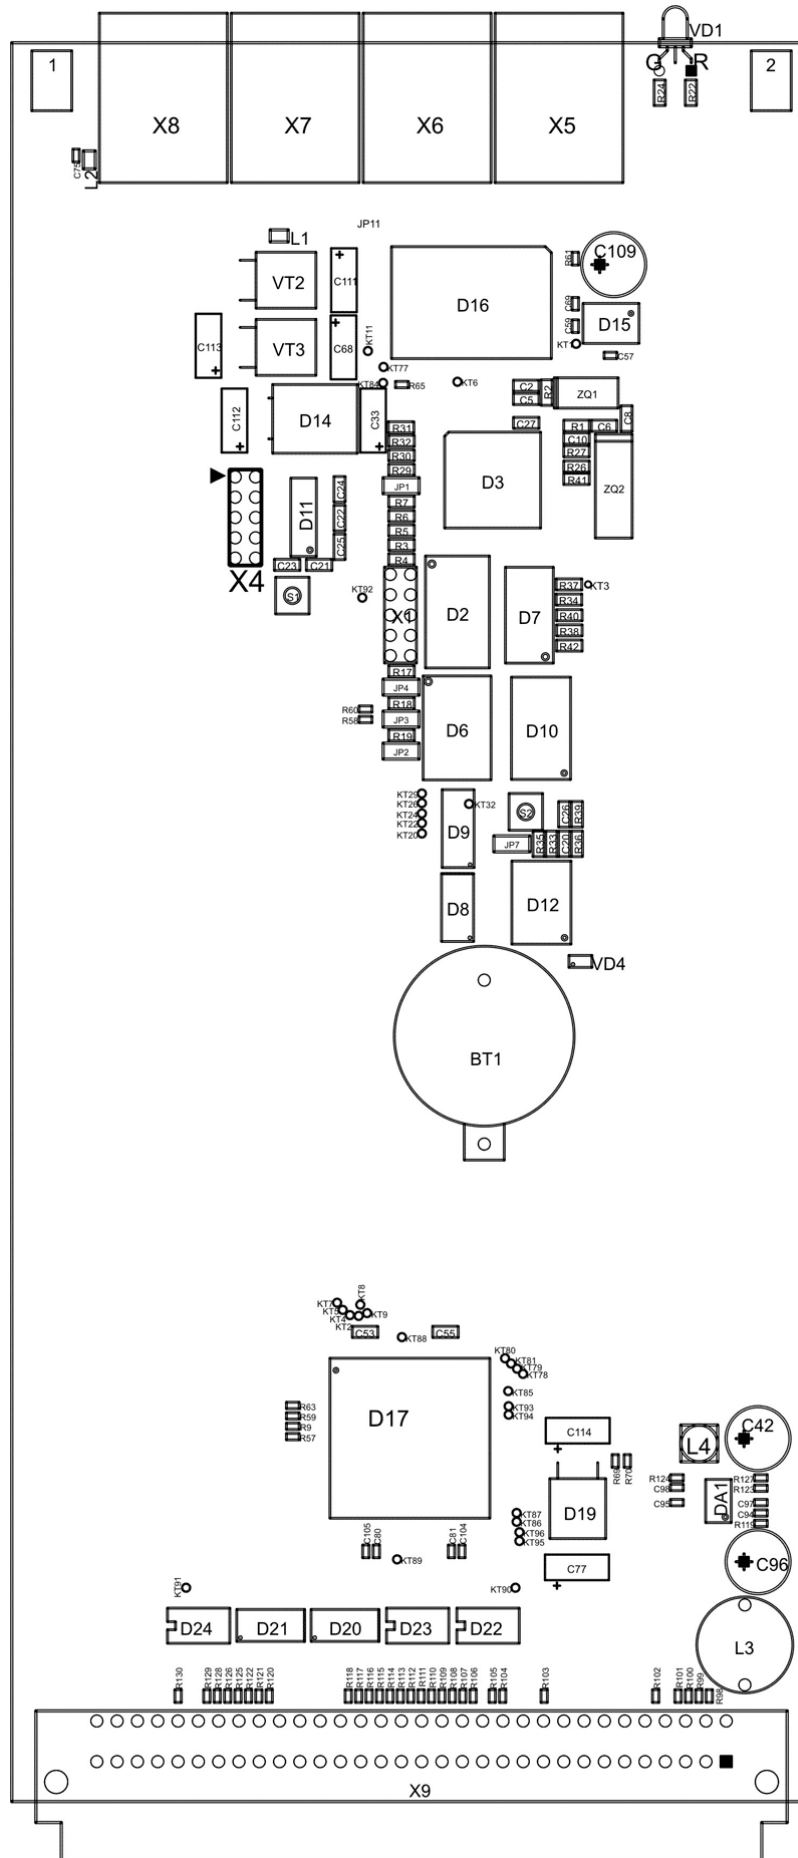 VD1
G R
1
2
R24
R22
X8
X7
X6
X5
C75
L2
JP11
L1
R61
C109
VT2
C111
D16
C69
D15
C59
KT11
KT1
C113
VT3
C68
C57
KT77
KT84
R65
KT6
C2
R2
ZQ1
C5
C112
D14
C33
C8
C27
R1
C6
R31
C10
R32
R27
R30
R26
R29
R41
JP1
D3
ZQ2
C24
R7
D11
C22
R6
R5
C25
R3
R4
C23
C21
X4
S1
KT92
X1
D2
D7
R37
KT3
R34
R40
R38
R42
R17
JP4
R60
R18
R58
JP3
R19
JP2
D6
D10
KT29
KT26
KT24
KT22
KT20
KT32
D9
S2
C26
R39
JP7
R35
R33
C20
R36
D8
D12
VD4
BT1
KT7
KT8
KT5
KT4
KT9
KT2
C53
KT88
C55
KT80
KT81
KT79
KT78
KT85
R63
R59
R9
R57
D17
KT93
KT94
C114
L4
C42
R69
R70
R124
R127
C98
R123
C95
DA1
C97
C94
R119
D19
KT87
KT86
KT96
KT95
C105
C80
C81
C104
KT89
C77
C96
KT91
KT90
D24
D21
D20
D23
D22
L3
R130
R129
R128
R126
R125
R122
R121
R120
R118
R117
R116
R115
R114
R113
R112
R111
R110
R109
R108
R107
R106
R105
R104
R103
R102
R101
R100
R99
R98
X9